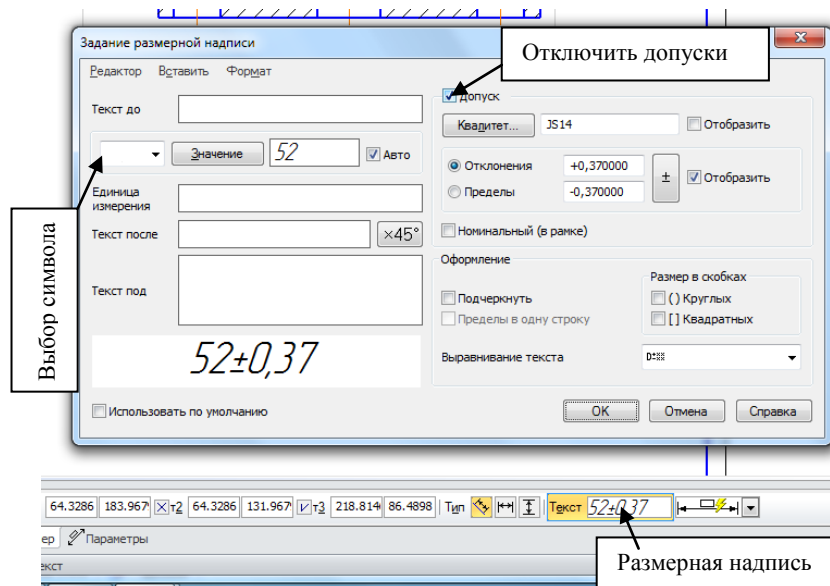 Задание размерной надписи
Отключить допуски
Редактор Вставить Формат
Текст до
Допуск
Квалитет... JS14 Отобразить
Значение 52 Авто
Отклонения +0,370000
± Отобразить
Пределы -0,370000
Единица
измерения
Текст после ×45°
Номинальный (в рамке)
Выбор символа
Оформление
Размер в скобках
Текст под
Подчеркнуть ( ) Круглых
Пределы в одну строку [ ] Квадратных
52±0,37
Выравнивание текста
Использовать по умолчанию
OK Отмена Справка
64.3286 183.967 т2 64.3286 131.967 т3 218.814 86.4898 Тип Текст 52±0,37
ер Параметры
Размерная надпись
екст